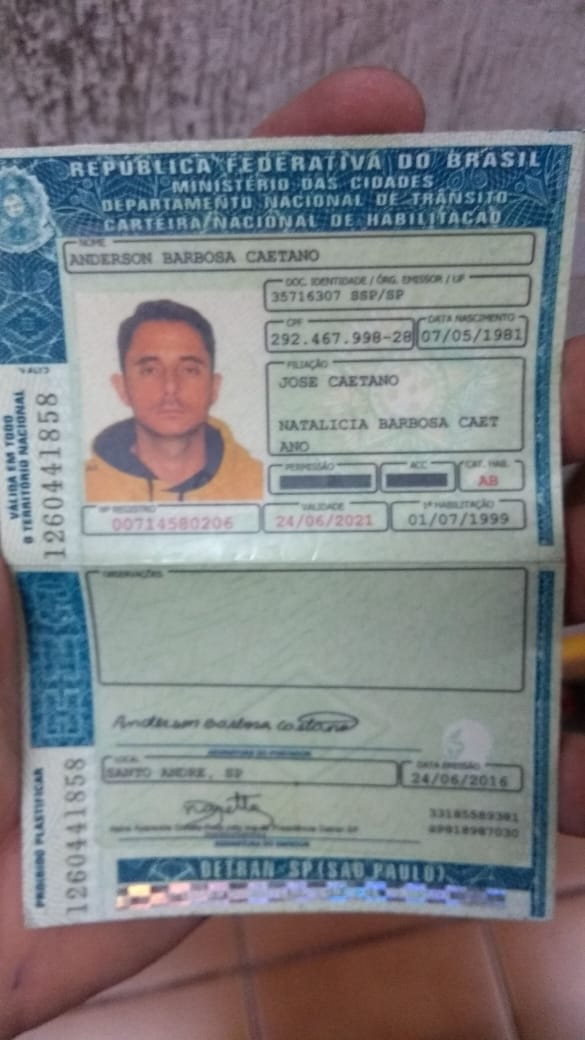 REPÚBLICA FEDERATIVA DO BRASIL
MINISTÉRIO DAS CIDADES
DEPARTAMENTO NACIONAL DE TRÂNSITO
CARTEIRA NACIONAL DE HABILITAÇÃO
NOME
ANDERSON BARBOSA CAETANO
DOC. IDENTIDADE / ÓRG. EMISSOR / UF
35716307 SSP/SP
CPF
292.467.998-28
DATA NASCIMENTO
07/05/1981
FILIAÇÃO
JOSE CAETANO
NATALICIA BARBOSA CAET
ANO
PERMISSÃO
ACC
CAT. HAB.
AB
Nº REGISTRO
00714580206
VALIDADE
24/06/2021
1ª HABILITAÇÃO
01/07/1999
VÁLIDA EM TODO
O TERRITÓRIO NACIONAL
1260441858
OBSERVAÇÕES
Anderson Barbosa Caetano
ASSINATURA DO PORTADOR
LOCAL
SANTO ANDRE, SP
DATA EMISSÃO
24/06/2016
33185589381
SP818987030
ASSINATURA DO EMISSOR
PROIBIDO PLASTIFICAR
1260441858
DETRAN SP (SAO PAULO)